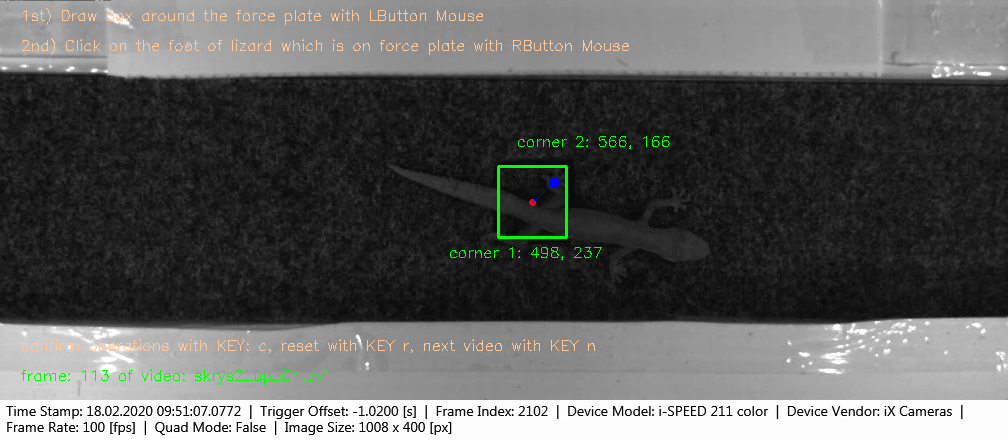 1st) Draw box around the force plate with LButton Mouse
2nd) Click on the foot of lizard which is on force plate with RButton Mouse
corner 2: 566, 166
corner 1: 498, 237
confirm operations with KEY: c, reset with KEY r, next video with KEY n
frame: 113 of video:
Time Stamp: 18.02.2020 09:51:07.0772 | Trigger Offset: -1.0200 [s] | Frame Index: 2102 | Device Model: i-SPEED 211 color | Device Vendor: iX Cameras |
Frame Rate: 100 [fps] | Quad Mode: False | Image Size: 1008 x 400 [px]